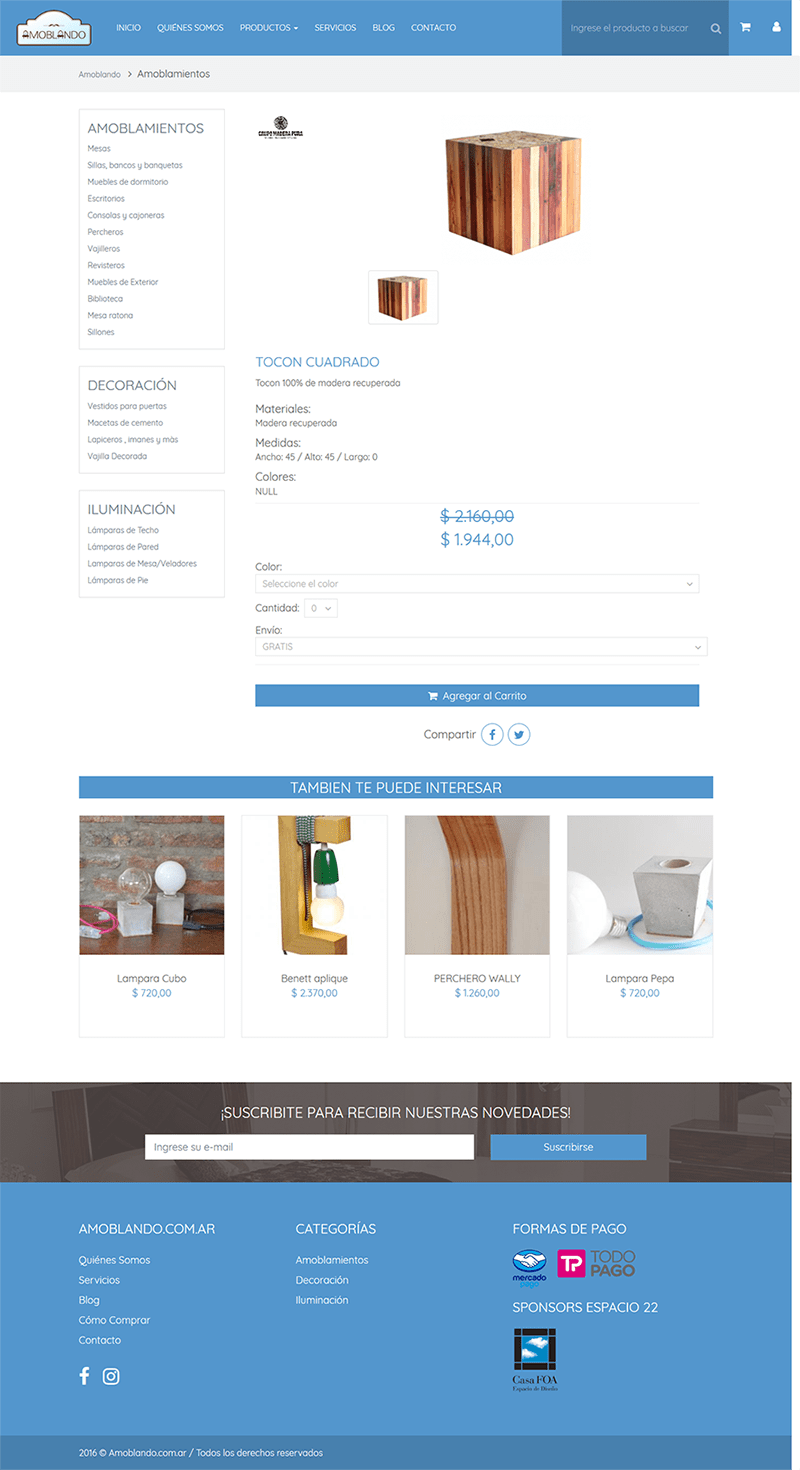 AMOBLANDO
INICIO QUIÉNES SOMOS PRODUCTOS SERVICIOS BLOG CONTACTO
Ingrese el producto a buscar
Amoblando > Amoblamientos
AMOBLAMIENTOS
Mesas
Sillas, bancos y banquetas
Muebles de dormitorio
Escritorios
Consolas y cajoneras
Percheros
Vajilleros
Revisteros
Muebles de Exterior
Biblioteca
Mesa ratona
Sillones
DECORACIÓN
Vestidos para puertas
Macetas de cemento
Lapiceros , imanes y màs
Vajilla Decorada
ILUMINACIÓN
Lámparas de Techo
Lámparas de Pared
Lamparas de Mesa/Veladores
Lámparas de Pie
GRUPO MADERA PURA
TOCON CUADRADO
Tocon 100% de madera recuperada
Materiales:
Madera recuperada
Medidas:
Ancho: 45 / Alto: 45 / Largo: 0
Colores:
NULL
$ 2.160,00
$ 1.944,00
Color:
Seleccione el color
Cantidad: 0
Envío:
GRATIS
Agregar al Carrito
Compartir
TAMBIEN TE PUEDE INTERESAR
Lampara Cubo
$ 720,00
Benett aplique
$ 2.370,00
PERCHERO WALLY
$ 1.260,00
Lampara Pepa
$ 720,00
¡SUSCRIBITE PARA RECIBIR NUESTRAS NOVEDADES!
Ingrese su e-mail
Suscribirse
AMOBLANDO.COM.AR
Quiénes Somos
Servicios
Blog
Cómo Comprar
Contacto
CATEGORÍAS
Amoblamientos
Decoración
Iluminación
FORMAS DE PAGO
mercado
pago
TP TODO
PAGO
SPONSORS ESPACIO 22
Casa FOA
Espacio de Diseño
2016 © Amoblando.com.ar / Todos los derechos reservados